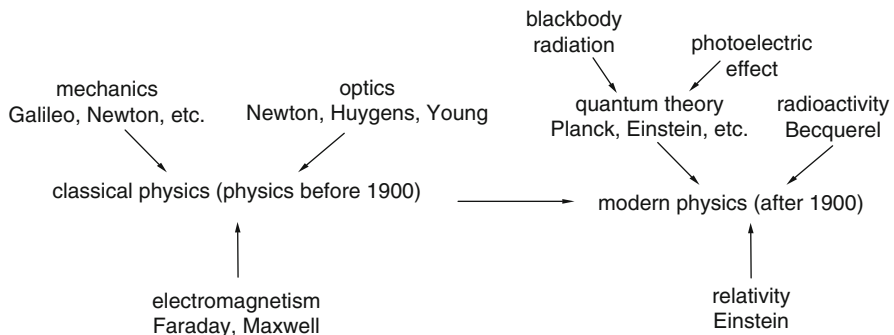 mechanics
Galileo, Newton, etc.
optics
Newton, Huygens, Young
classical physics (physics before 1900)
electromagnetism
Faraday, Maxwell
blackbody
radiation
photoelectric
effect
quantum theory
Planck, Einstein, etc.
radioactivity
Becquerel
modern physics (after 1900)
relativity
Einstein